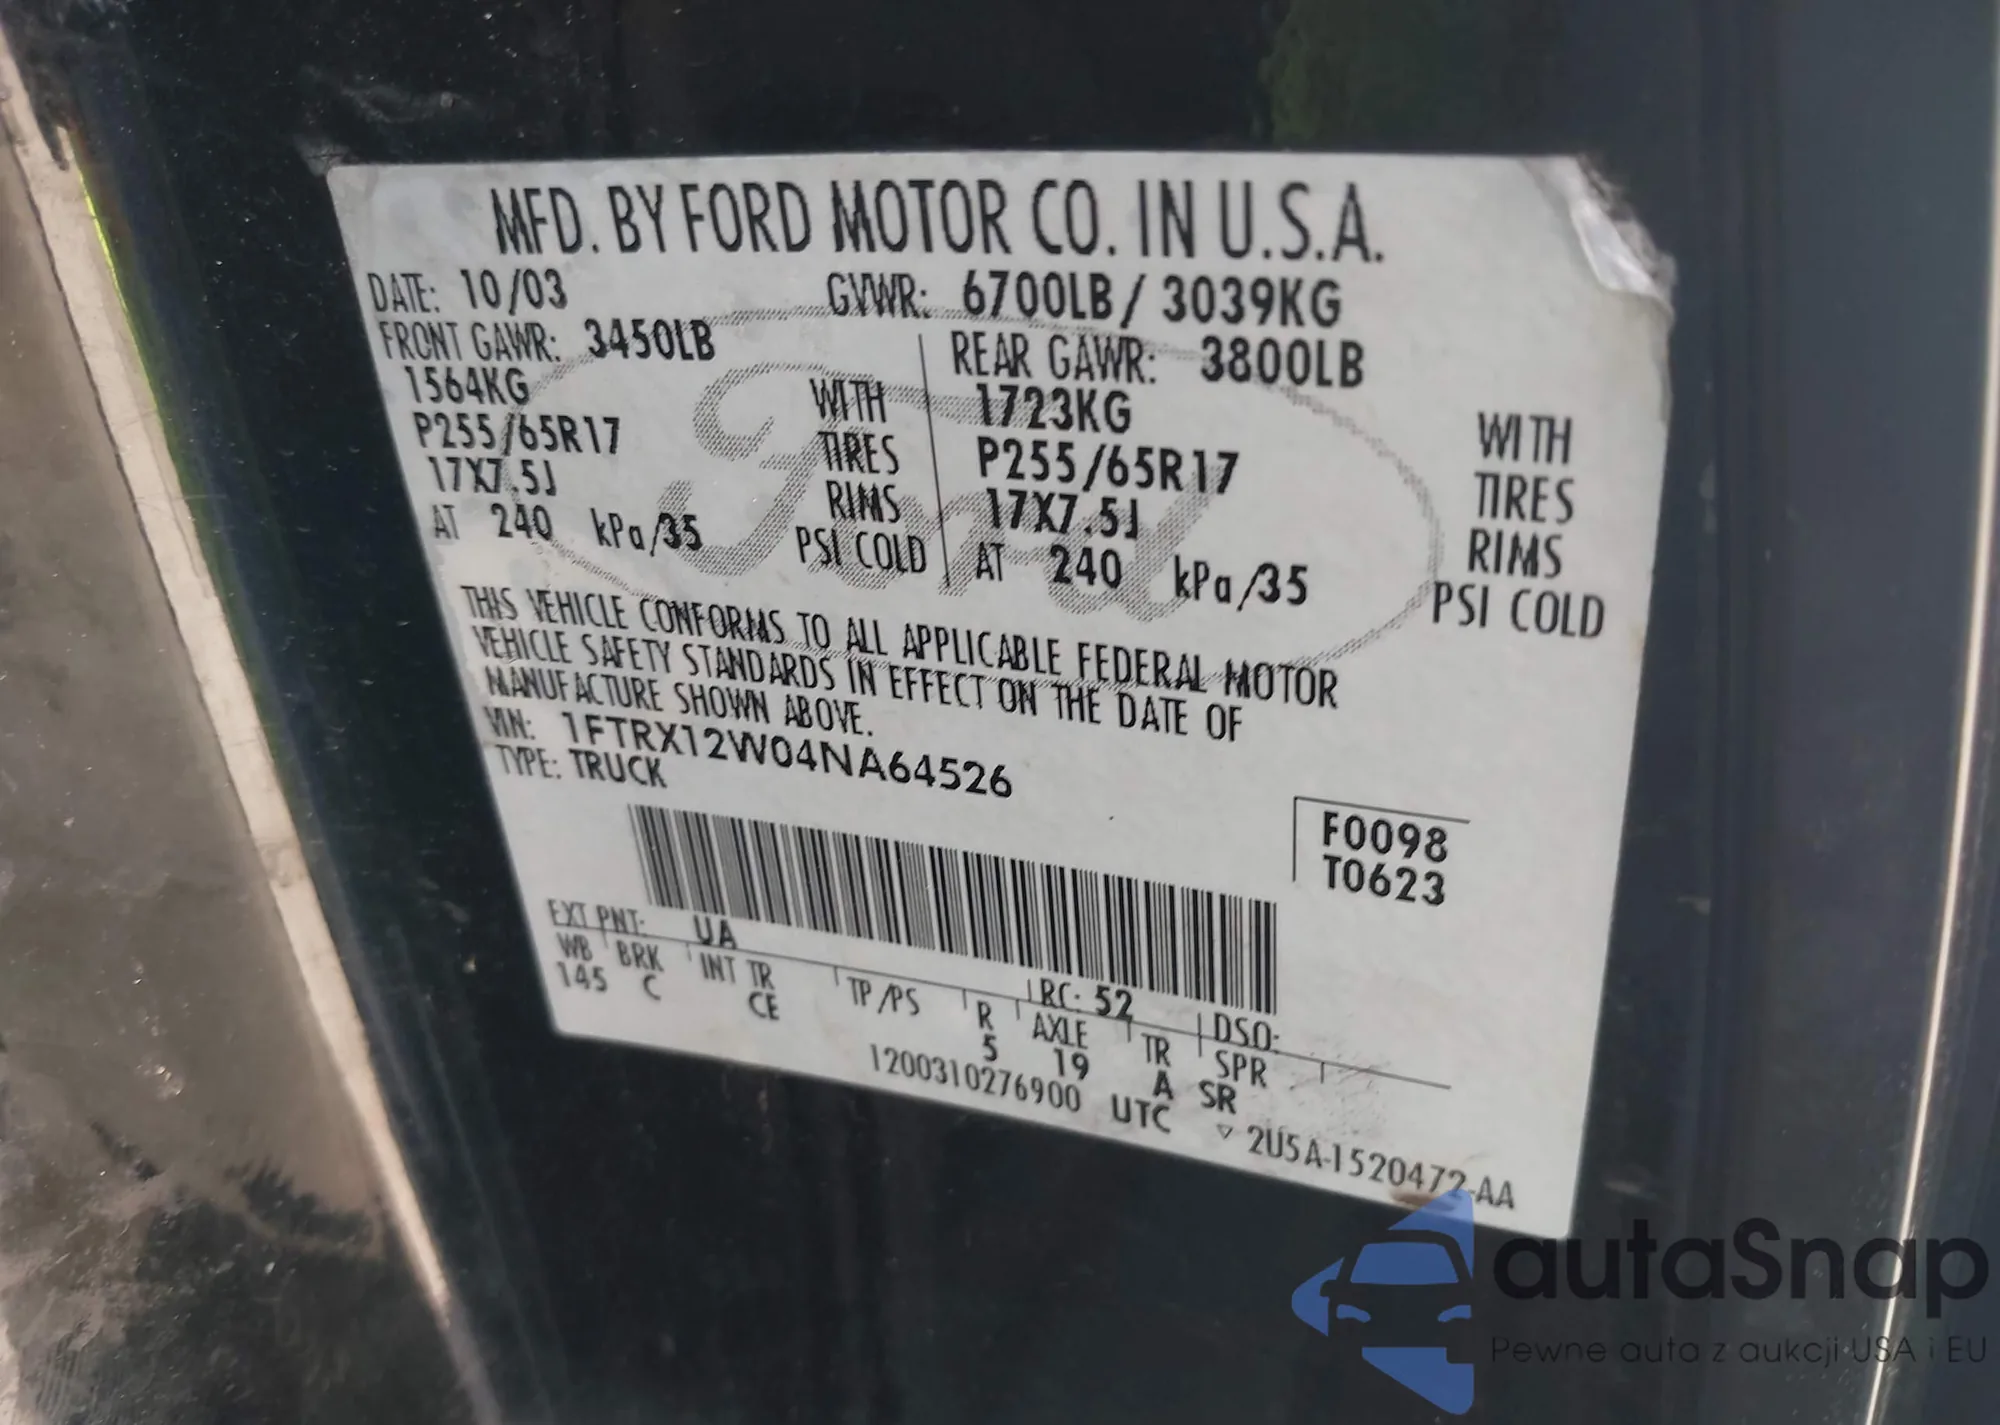 MFD. BY FORD MOTOR CO. IN U.S.A.
DATE: 10/03 GVWR: 6700LB / 3039KG
FRONT GAWR: 3450LB REAR GAWR: 3800LB
1564KG WITH 1723KG WITH
P255/65R17 TIRES P255/65R17 TIRES
17X7.5J RIMS 17X7.5J RIMS
AT 240 kPa/35 PSI COLD AT 240 kPa/35 PSI COLD
Ford
THIS VEHICLE CONFORMS TO ALL APPLICABLE FEDERAL MOTOR
VEHICLE SAFETY STANDARDS IN EFFECT ON THE DATE OF
MANUFACTURE SHOWN ABOVE.
VIN: 1FTRX12W04NA64526
TYPE: TRUCK
F0098
T0623
EXT PNT: UA RC: 52 DSO:
WB BRK INT TR TP/PS R AXLE TR SPR
145 C CE 5 19 A SR
1200310276900 UTC ▽ 2U5A-1520472-AA
autaSnap
Pewne auta z aukcji USA i EU